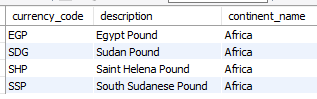 currency_code description continent_name
EGP Egypt Pound Africa
SDG Sudan Pound Africa
SHP Saint Helena Pound Africa
SSP South Sudanese Pound Africa